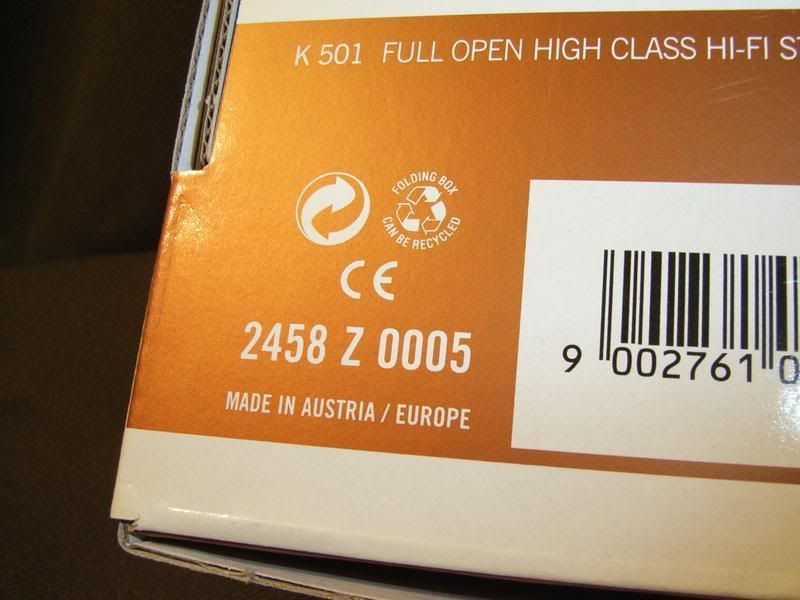 K 501 FULL OPEN HIGH CLASS HI-FI
FOLDING BOX
CAN BE RECYCLED
CE
2458 Z 0005
MADE IN AUSTRIA / EUROPE
9 002761 0